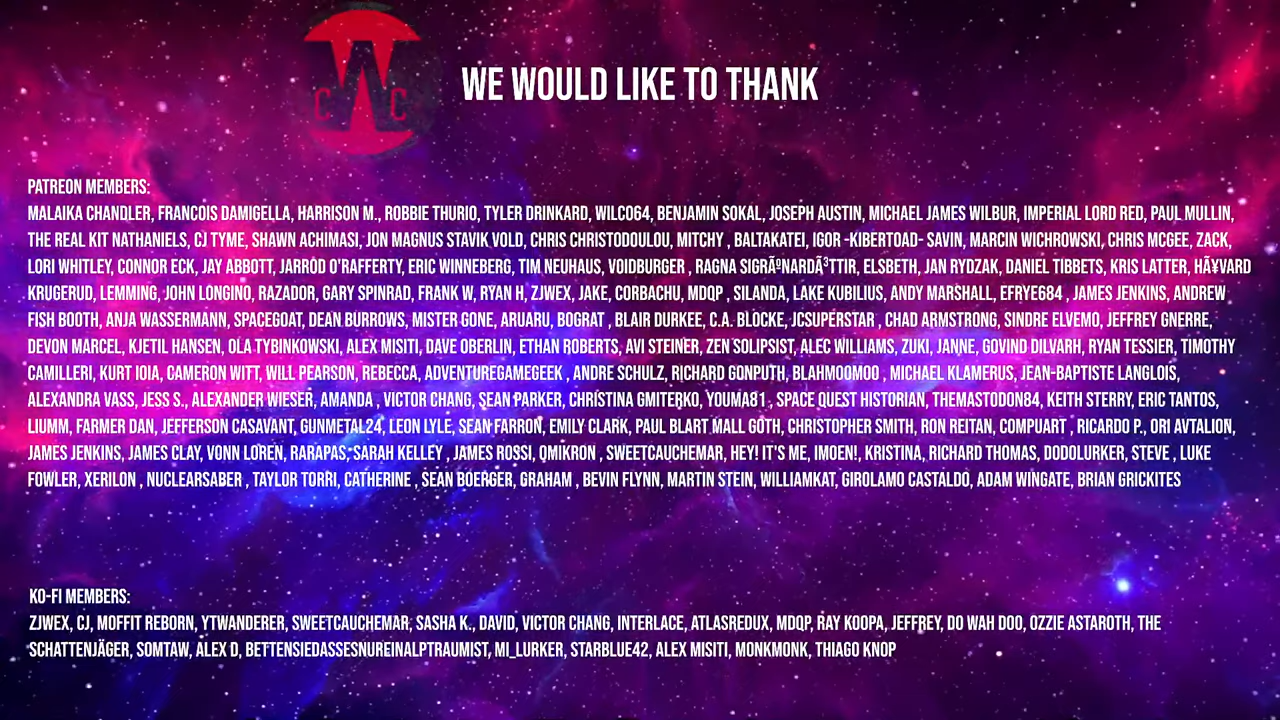 W
C C
WE WOULD LIKE TO THANK
PATREON MEMBERS:
MALAIKA CHANDLER, FRANCOIS DAMIGELLA, HARRISON M., ROBBIE THURIO, TYLER DRINKARD, WILCO64, BENJAMIN SOKAL, JOSEPH AUSTIN, MICHAEL JAMES WILBUR, IMPERIAL LORD RED, PAUL MULLIN,
THE REAL KIT NATHANIELS, CJ TYME, SHAWN ACHIMASI, JON MAGNUS STAVIK VOLD, CHRIS CHRISTODOULOU, MITCHY , BALTAKATEI, IGOR -KIBERTOAD- SAVIN, MARCIN WICHROWSKI, CHRIS MCGEE, ZACK,
LORI WHITLEY, CONNOR ECK, JAY ABBOTT, JARROD O'RAFFERTY, ERIC WINNEBERG, TIM NEUHAUS, VOIDBURGER , RAGNA SIGRÃºNARDÃ³TTIR, ELSBETH, JAN RYDZAK, DANIEL TIBBETS, KRIS LATTER, HÃ¥VARD
KRUGERUD, LEMMING, JOHN LONGINO, RAZADOR, GARY SPINRAD, FRANK W, RYAN H, ZJWEX, JAKE, CORBACHU, MDQP , SILANDA, LAKE KUBILIUS, ANDY MARSHALL, EFRYE684 , JAMES JENKINS, ANDREW
FISH BOOTH, ANJA WASSERMANN, SPACEGOAT, DEAN BURROWS, MISTER GONE, ARUARU, BOGRAT , BLAIR DURKEE, C.A. BLOCKE, JCSUPERSTAR , CHAD ARMSTRONG, SINDRE ELVEMO, JEFFREY GNERRE,
DEVON MARCEL, KJETIL HANSEN, OLA TYBINKOWSKI, ALEX MISITI, DAVE OBERLIN, ETHAN ROBERTS, AVI STEINER, ZEN SOLIPSIST, ALEC WILLIAMS, ZUKI, JANNE, GOVIND DILVARH, RYAN TESSIER, TIMOTHY
CAMILLERI, KURT IOIA, CAMERON WITT, WILL PEARSON, REBECCA, ADVENTUREGAMEGEEK , ANDRE SCHULZ, RICHARD GONPUTH, BLAHMOOMOO , MICHAEL KLAMERUS, JEAN-BAPTISTE LANGLOIS,
ALEXANDRA VASS, JESS S., ALEXANDER WIESER, AMANDA , VICTOR CHANG, SEAN PARKER, CHRISTINA GMITERKO, YOUMA81 , SPACE QUEST HISTORIAN, THEMASTODON84, KEITH STERRY, ERIC TANTOS,
LIUMM, FARMER DAN, JEFFERSON CASAVANT, GUNMETAL24, LEON LYLE, SEAN FARRON, EMILY CLARK, PAUL BLART MALL GOTH, CHRISTOPHER SMITH, RON REITAN, COMPUART , RICARDO P., ORI AVTALION,
JAMES JENKINS, JAMES CLAY, VONN LOREN, RARAPAS, SARAH KELLEY , JAMES ROSSI, OMIKRON , SWEETCAUCHEMAR, HEY! IT'S ME, IMOEN!, KRISTINA, RICHARD THOMAS, DODOLURKER, STEVE , LUKE
FOWLER, XERILON , NUCLEARSABER , TAYLOR TORRI, CATHERINE , SEAN BOERGER, GRAHAM , BEVIN FLYNN, MARTIN STEIN, WILLIAMKAT, GIROLAMO CASTALDO, ADAM WINGATE, BRIAN GRICKITES
KO-FI MEMBERS:
ZJWEX, CJ, MOFFIT REBORN, YTWANDERER, SWEETCAUCHEMAR, SASHA K., DAVID, VICTOR CHANG, INTERLACE, ATLASREDUX, MDQP, RAY KOOPA, JEFFREY, DO WAH DOO, OZZIE ASTAROTH, THE
SCHATTENJÄGER, SOMTAW, ALEX D, BETTENSIEDASSESNUREINALPTRAUMIST, MI_LURKER, STARBLUE42, ALEX MISITI, MONKMONK, THIAGO KNOP